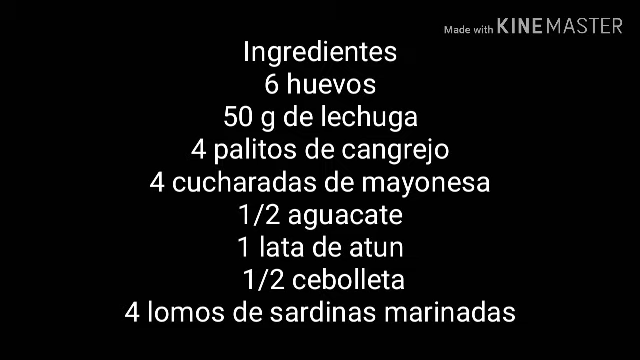 Made with KINEMASTER
Ingredientes
6 huevos
50 g de lechuga
4 palitos de cangrejo
4 cucharadas de mayonesa
1/2 aguacate
1 lata de atun
1/2 cebolleta
4 lomos de sardinas marinadas